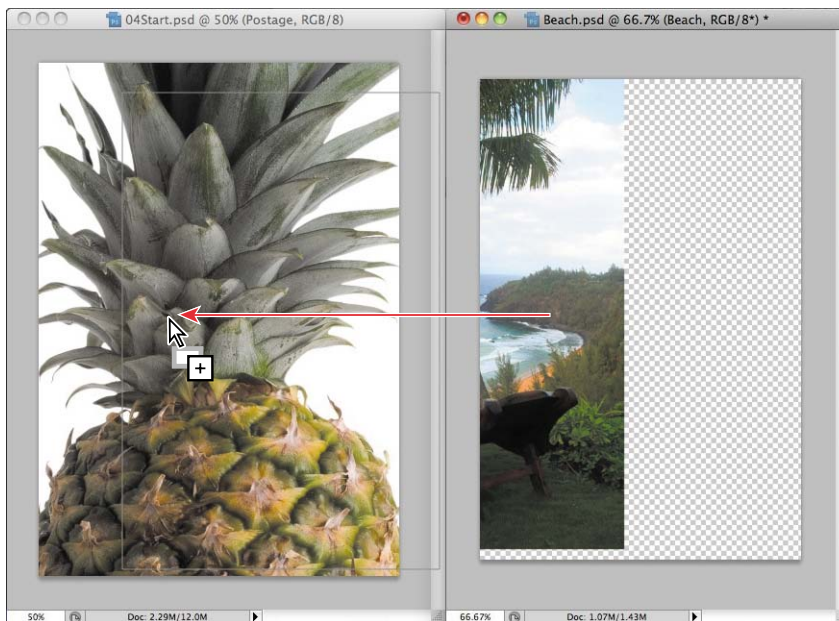 04Start.psd @ 50% (Postage, RGB/8)
Beach.psd @ 66.7% (Beach, RGB/8*) *
50%
Doc: 2.29M/12.0M
66.67%
Doc: 1.07M/1.43M